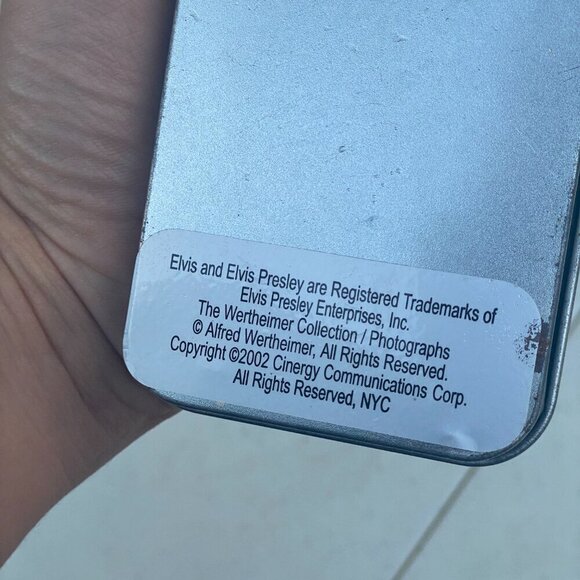 Elvis and Elvis Presley are Registered Trademarks of
Elvis Presley Enterprises, Inc.
The Wertheimer Collection / Photographs
© Alfred Wertheimer, All Rights Reserved.
Copyright ©2002 Cinergy Communications Corp.
All Rights Reserved, NYC